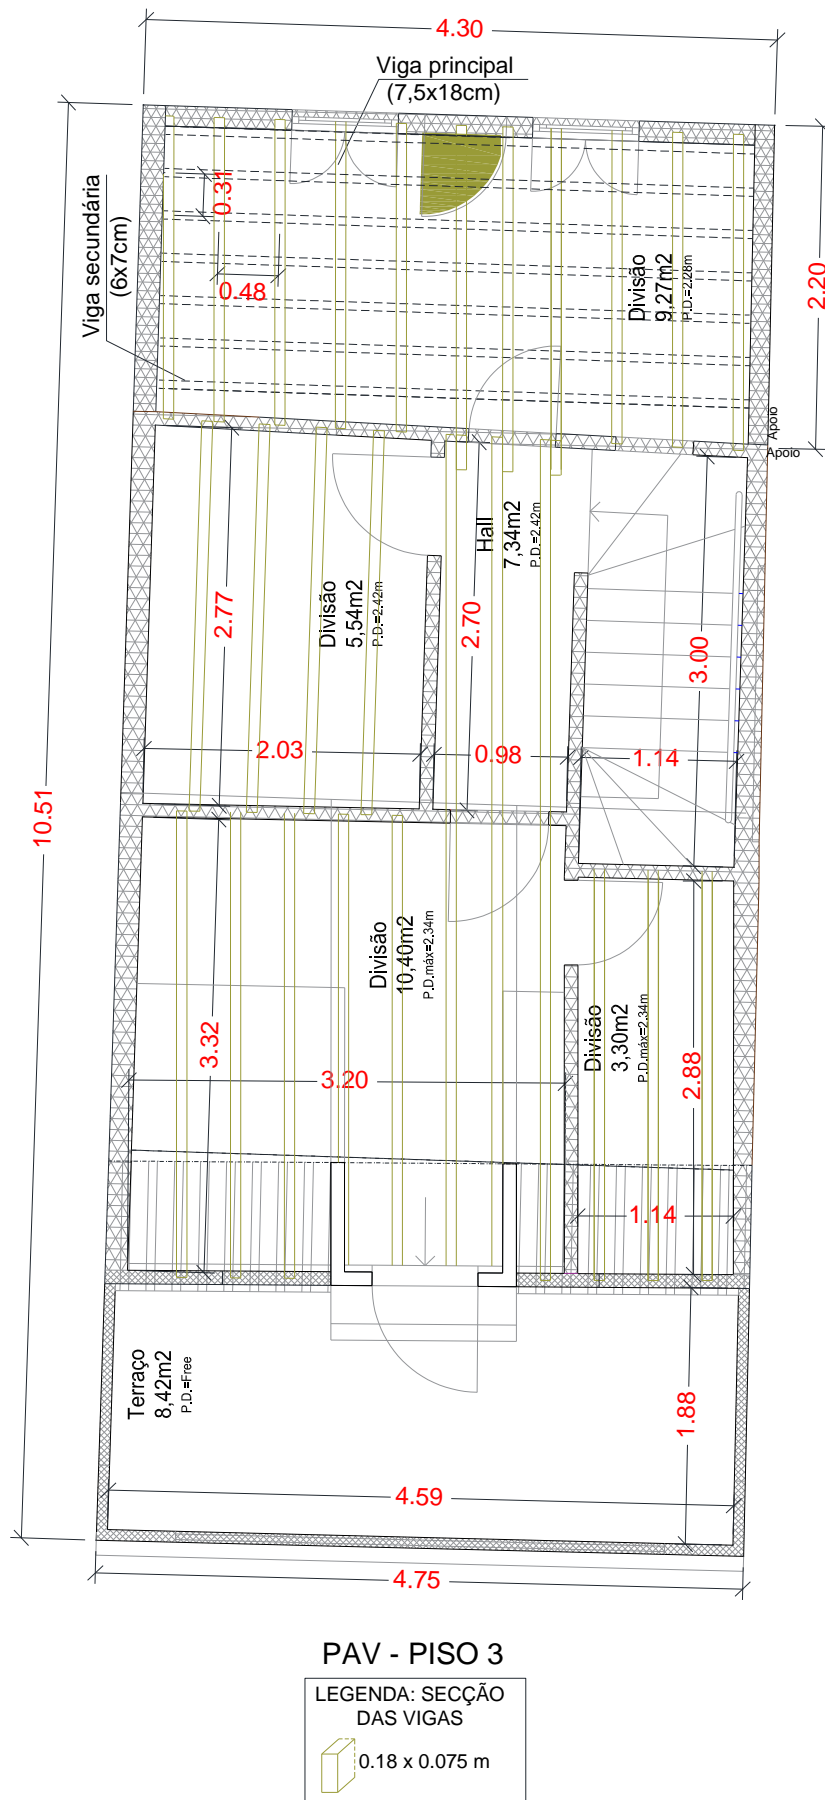 4.30
Viga principal
(7,5x18cm)
0.31
Viga secundária
(6x7cm)
0.48
Divisão
9,27m2
P.D.=2.28m
2.20
Apoio
Apoio
Hall
7,34m2
P.D.=2.42m
Divisão
5,54m2
P.D.=2.42m
2.77
2.70
3.00
2.03
0.98
1.14
10.51
Divisão
10,40m2
P.D.máx=2.34m
Divisão
3,30m2
P.D.máx=2.34m
3.32
3.20
2.88
1.14
Terraço
8,42m2
P.D.=Free
1.88
4.59
4.75
PAV - PISO 3
LEGENDA: SECÇÃO
DAS VIGAS
0.18 x 0.075 m